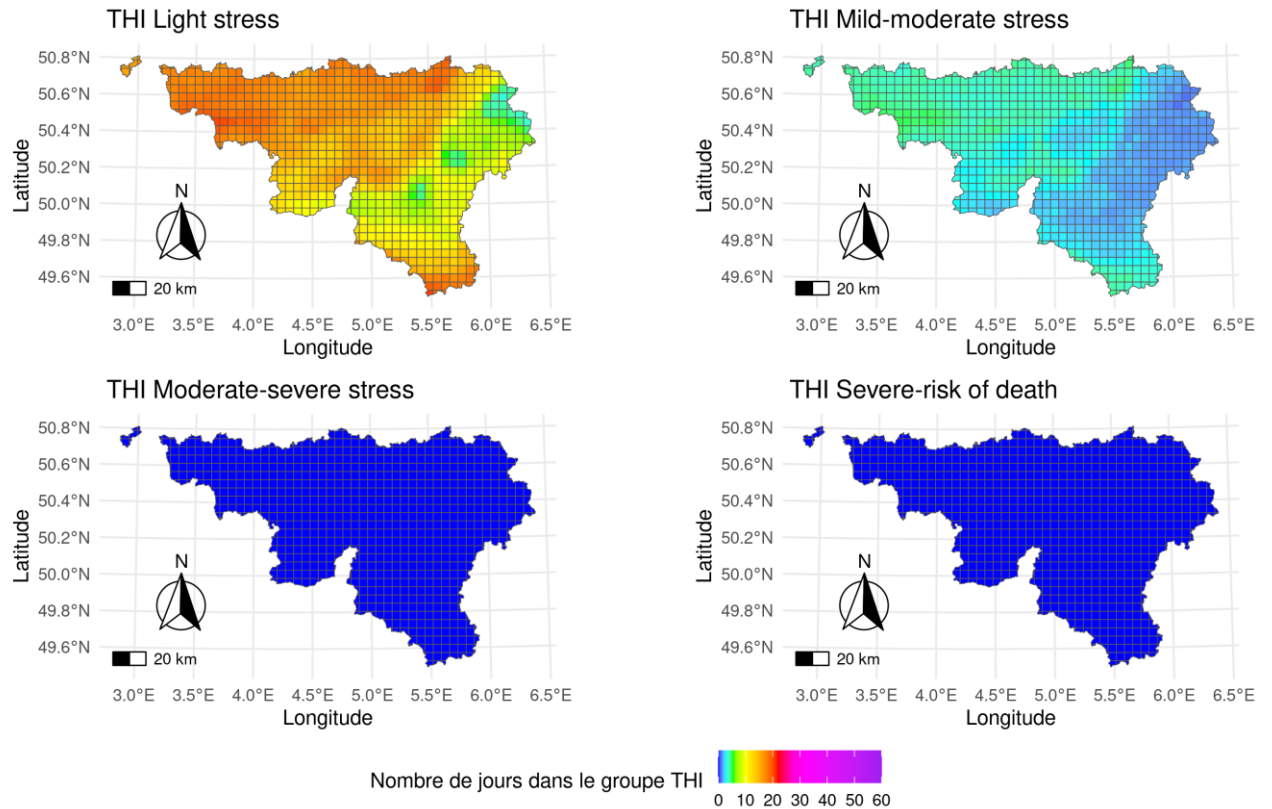 THI Light stress
THI Mild-moderate stress
Latitude
50.8°N
50.6°N
50.4°N
50.2°N
50.0°N
49.8°N
49.6°N
N
20 km
3.0°E 3.5°E 4.0°E 4.5°E 5.0°E 5.5°E 6.0°E 6.5°E
Longitude
Latitude
50.8°N
50.6°N
50.4°N
50.2°N
50.0°N
49.8°N
49.6°N
N
20 km
3.0°E 3.5°E 4.0°E 4.5°E 5.0°E 5.5°E 6.0°E 6.5°E
Longitude
THI Moderate-severe stress
THI Severe-risk of death
Latitude
50.8°N
50.6°N
50.4°N
50.2°N
50.0°N
49.8°N
49.6°N
N
20 km
3.0°E 3.5°E 4.0°E 4.5°E 5.0°E 5.5°E 6.0°E 6.5°E
Longitude
Latitude
50.8°N
50.6°N
50.4°N
50.2°N
50.0°N
49.8°N
49.6°N
N
20 km
3.0°E 3.5°E 4.0°E 4.5°E 5.0°E 5.5°E 6.0°E 6.5°E
Longitude
Nombre de jours dans le groupe THI
0 10 20 30 40 50 60